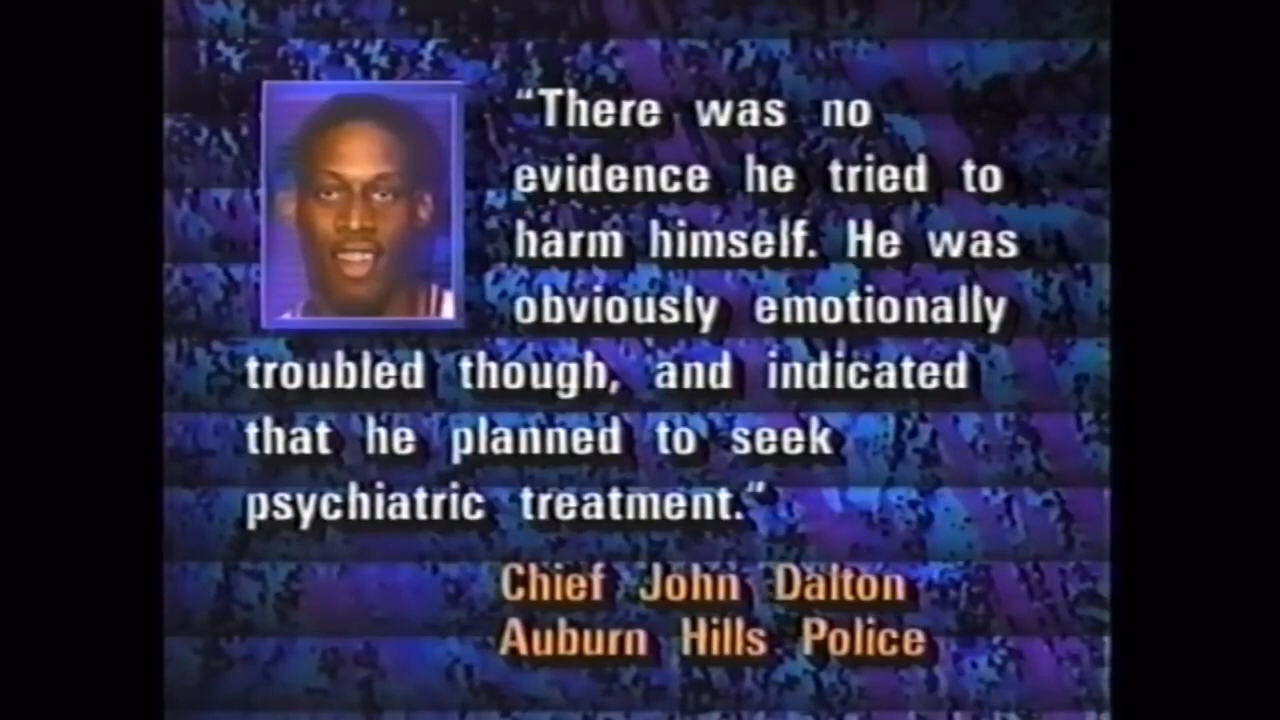 “There was no
evidence he tried to
harm himself. He was
obviously emotionally
troubled though, and indicated
that he planned to seek
psychiatric treatment.”
Chief John Dalton
Auburn Hills Police